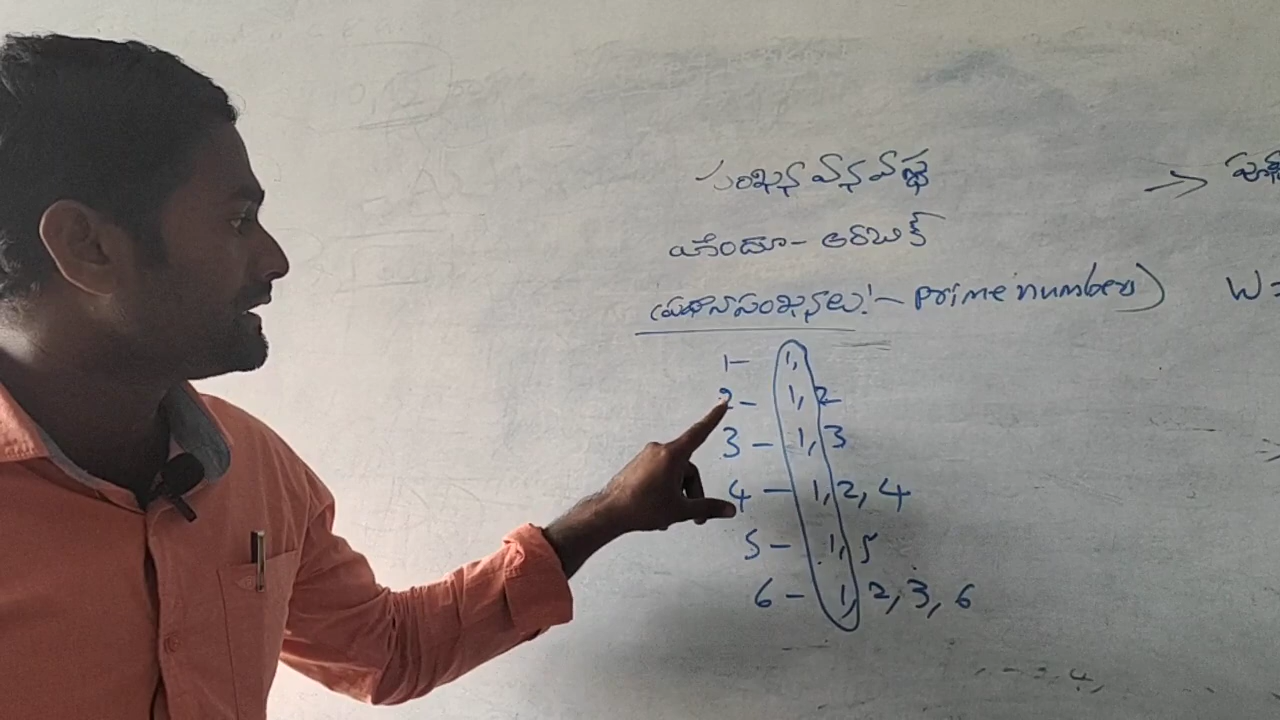 సంఖ్యావ్యవస్థ
హిందూ - అరబిక్
(ప్రధానసంఖ్యలు:- prime numbers)
1- 1,
2- 1, 2
3 - 1, 3
4 - 1, 2, 4
5 - 1, 5
6 - 1, 2, 3, 6
→
W =